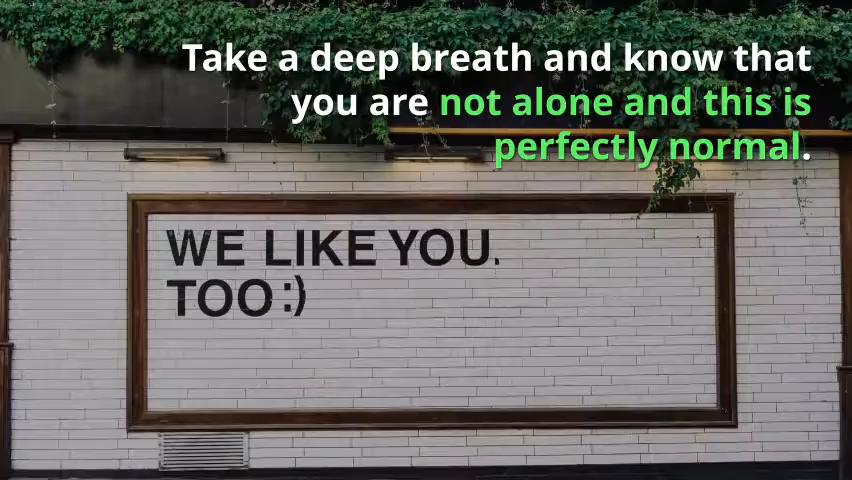 Take a deep breath and know that
you are not alone and this is
perfectly normal.
WE LIKE YOU.
TOO :)